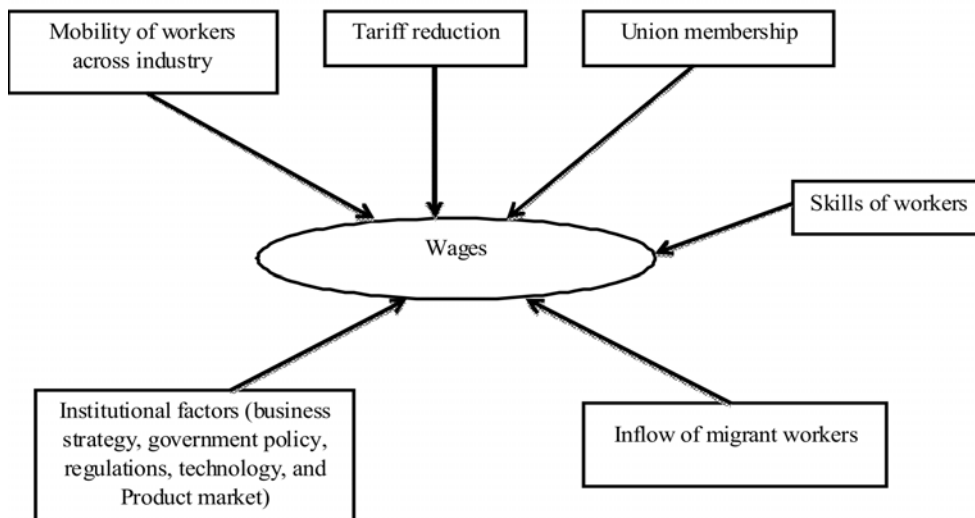 Mobility of workers
across industry
Tariff reduction
Union membership
Skills of workers
Wages
Institutional factors (business
strategy, government policy,
regulations, technology, and
Product market)
Inflow of migrant workers